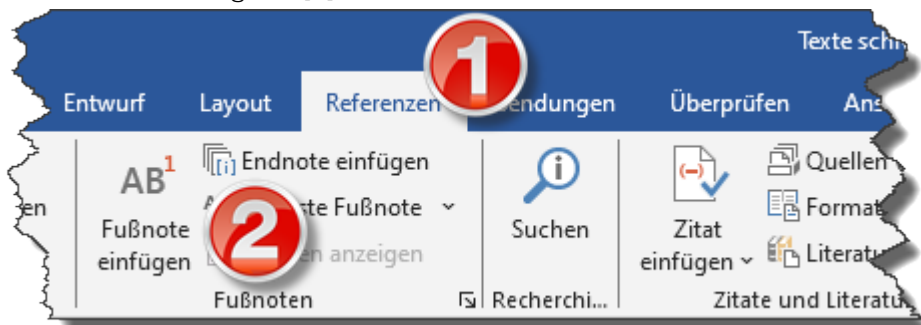 Texte sch
Entwurf Layout Referenzen endungen Überprüfen Ans
AB1 Endnote einfügen Quellen
en Fußnote einfügen ste Fußnote Suchen Zitat einfügen Format
en anzeigen Literatu
Fußnoten Recherchi... Zitate und Literatu
1
2